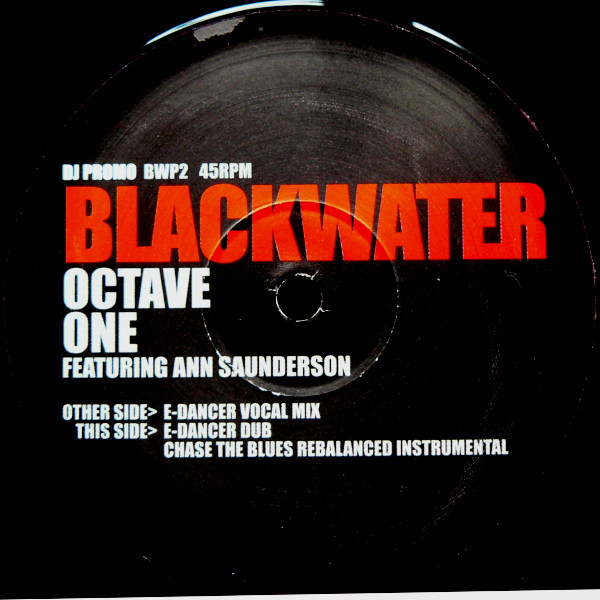 DJ PROMO BWP2 45RPM
BLACKWATER
OCTAVE
ONE
FEATURING ANN SAUNDERSON
OTHER SIDE> E-DANCER VOCAL MIX
THIS SIDE> E-DANCER DUB
CHASE THE BLUES REBALANCED INSTRUMENTAL